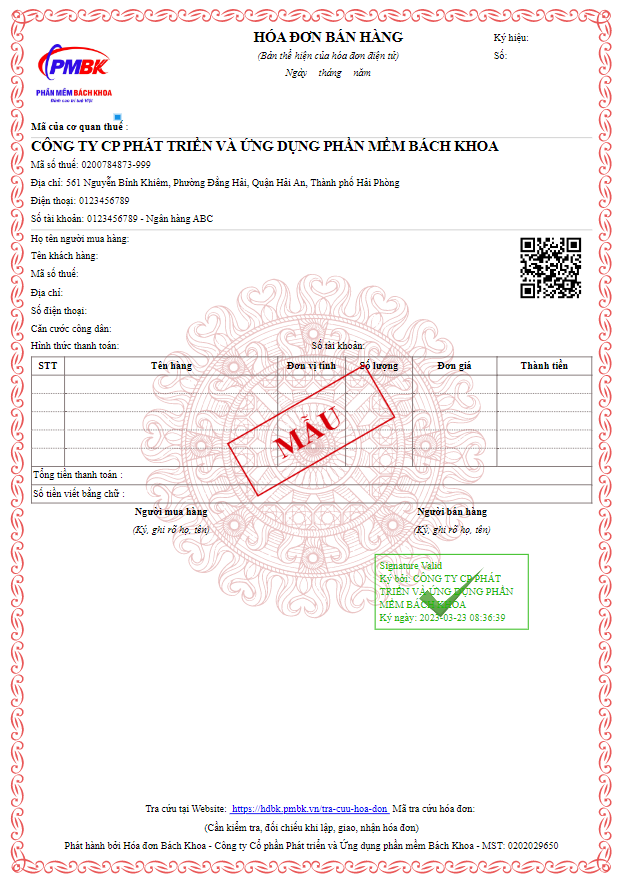 HÓA ĐƠN BÁN HÀNG
(Bản thể hiện của hóa đơn điện tử)
Ngày tháng năm
Ký hiệu:
Số:
PMBK
PHẦN MỀM BÁCH KHOA
Đỉnh cao trí tuệ Việt
Mã của cơ quan thuế :
CÔNG TY CP PHÁT TRIỂN VÀ ỨNG DỤNG PHẦN MỀM BÁCH KHOA
Mã số thuế: 0200784873-999
Địa chỉ: 561 Nguyễn Bỉnh Khiêm, Phường Đằng Hải, Quận Hải An, Thành phố Hải Phòng
Điện thoại: 0123456789
Số tài khoản: 0123456789 - Ngân hàng ABC
Họ tên người mua hàng:
Tên khách hàng:
Mã số thuế:
Địa chỉ:
Số điện thoại:
Căn cước công dân:
Hình thức thanh toán: Số tài khoản:
STT Tên hàng Đơn vị tính Số lượng Đơn giá Thành tiền
MẪU
Tổng tiền thanh toán :
Số tiền viết bằng chữ :
Người mua hàng Người bán hàng
(Ký, ghi rõ họ, tên) (Ký, ghi rõ họ, tên)
Signature Valid
Ký bởi: CÔNG TY CP PHÁT
TRIỂN VÀ ỨNG DỤNG PHẦN
MỀM BÁCH KHOA
Ký ngày: 2023-03-23 08:36:39
Tra cứu tại Website: https://hdbk.pmbk.vn/tra-cuu-hoa-don Mã tra cứu hóa đơn:
(Cần kiểm tra, đối chiếu khi lập, giao, nhận hóa đơn)
Phát hành bởi Hóa đơn Bách Khoa - Công ty Cổ phần Phát triển và Ứng dụng phần mềm Bách Khoa - MST: 0202029650